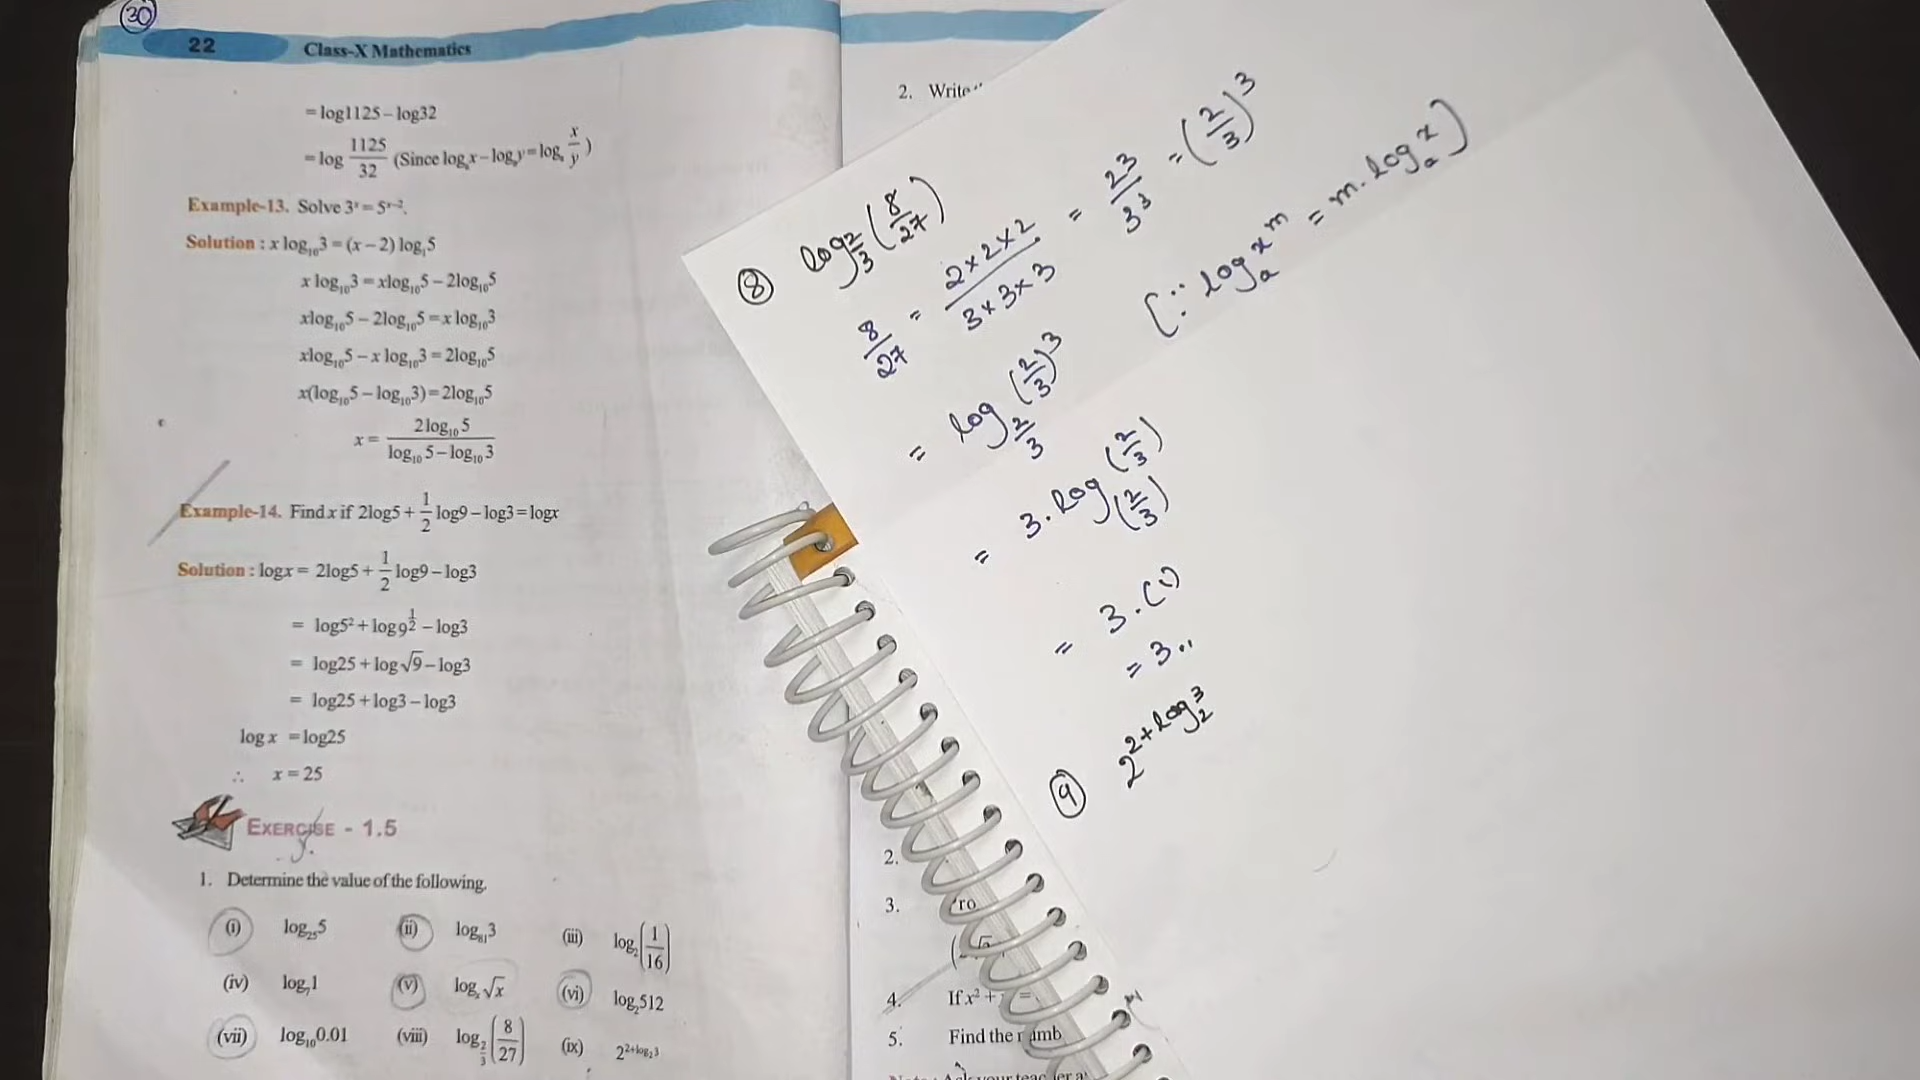 30
22 Class-X Mathematics
= log1125 – log32
= log 1125/32 (Since logₐx – logₐy = logₐ x/y)
Example-13. Solve 3ˣ = 5ˣ⁻².
Solution : x log₁₀3 = (x – 2) log₁5
x log₁₀3 = xlog₁₀5 – 2log₁₀5
xlog₁₀5 – 2log₁₀5 = x log₁₀3
xlog₁₀5 – x log₁₀3 = 2log₁₀5
x(log₁₀5 – log₁₀3) = 2log₁₀5
x = 2log₁₀5 / (log₁₀5 – log₁₀3)
Example-14. Find x if 2log5 + 1/2 log9 – log3 = logx
Solution : logx = 2log5 + 1/2 log9 – log3
= log5² + log9^(1/2) – log3
= log25 + log√9 – log3
= log25 + log3 – log3
log x = log25
∴ x = 25
EXERCISE - 1.5
1. Determine the value of the following.
(i) log₂₅5 (ii) log₈₁3 (iii) log₂(1/16)
(iv) log₇1 (v) logₓ√x (vi) log₂512
(vii) log₁₀0.01 (viii) log_(2/3)(8/27) (ix) 2^(2+log₂3)
2. Write
2.
3.
4. If x² +
5. Find the
⑧ log_(2/3)(8/27)
8/27 = (2×2×2)/(3×3×3) = 2³/3³ = (2/3)³
= log_(2/3) (2/3)³ [∵ logₐ xᵐ = m.logₐ x]
= 3.log_(2/3) (2/3)
= 3.(1)
= 3..
⑨ 2^(2+log₂3)